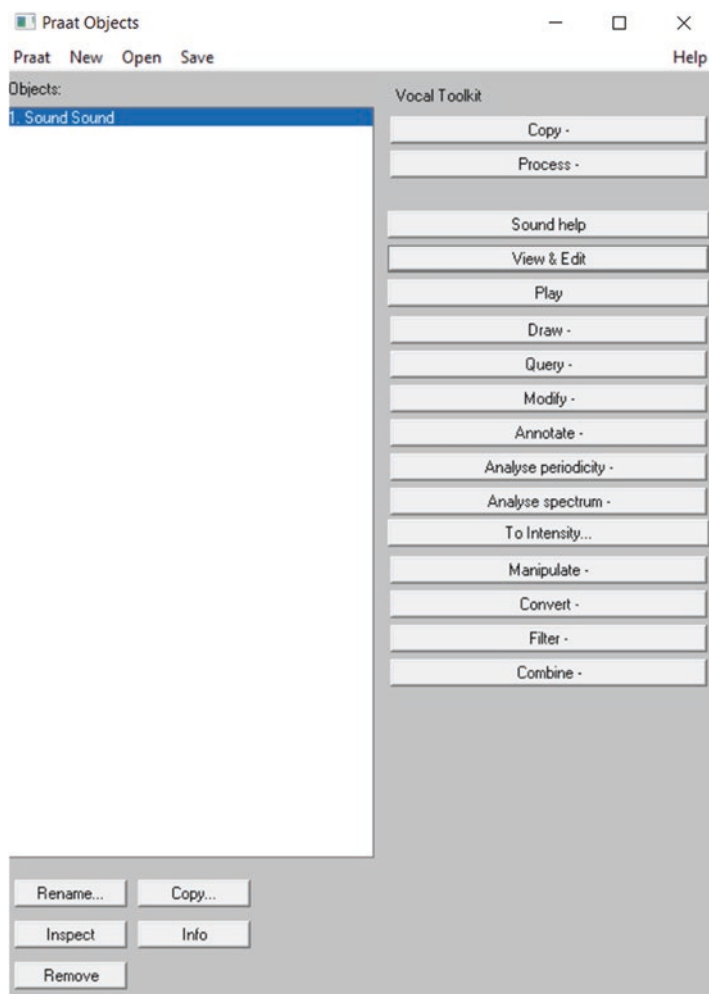 Praat Objects
Praat New Open Save Help
Objects:
1. Sound Sound
Vocal Toolkit
Copy -
Process -
Sound help
View & Edit
Play
Draw -
Query -
Modify -
Annotate -
Analyse periodicity -
Analyse spectrum -
To Intensity...
Manipulate -
Convert -
Filter -
Combine -
Rename... Copy...
Inspect Info
Remove